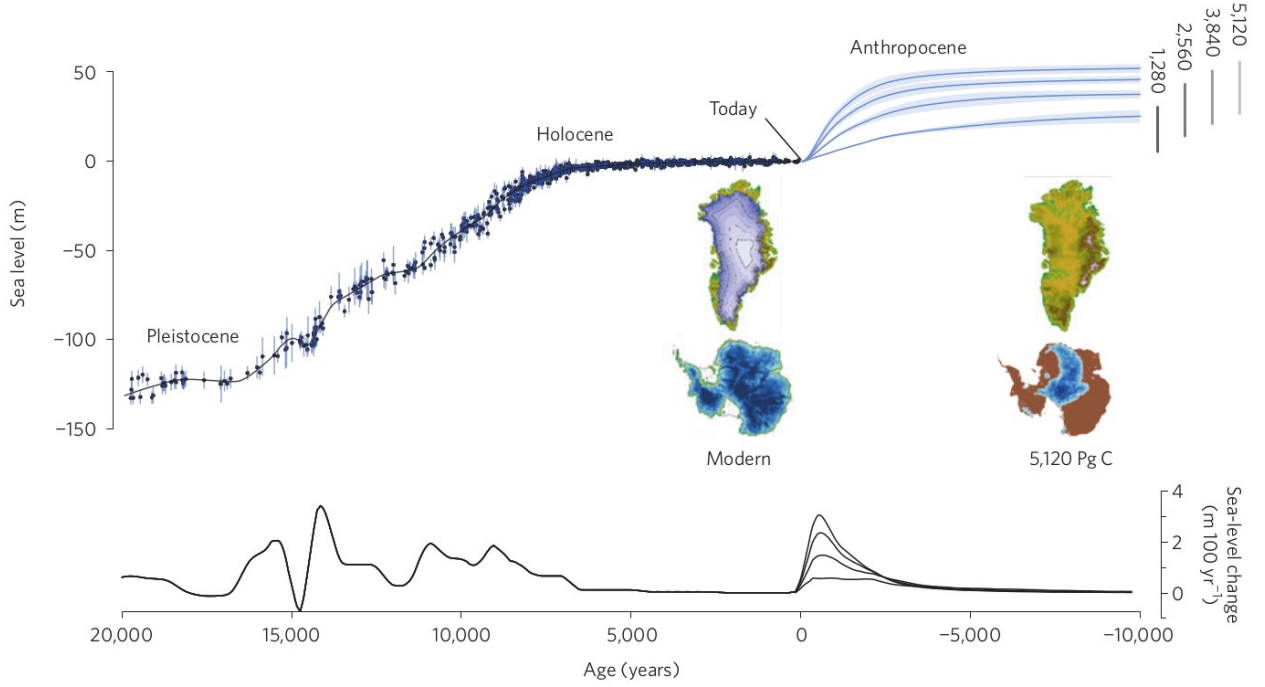 5,120
3,840
2,560
1,280
Anthropocene
50
Today
Holocene
0
Sea level (m)
−50
Pleistocene
−100
−150
Modern
5,120 Pg C
4
2
0
Sea-level change
(m 100 yr⁻¹)
20,000
15,000
10,000
5,000
0
−5,000
−10,000
Age (years)